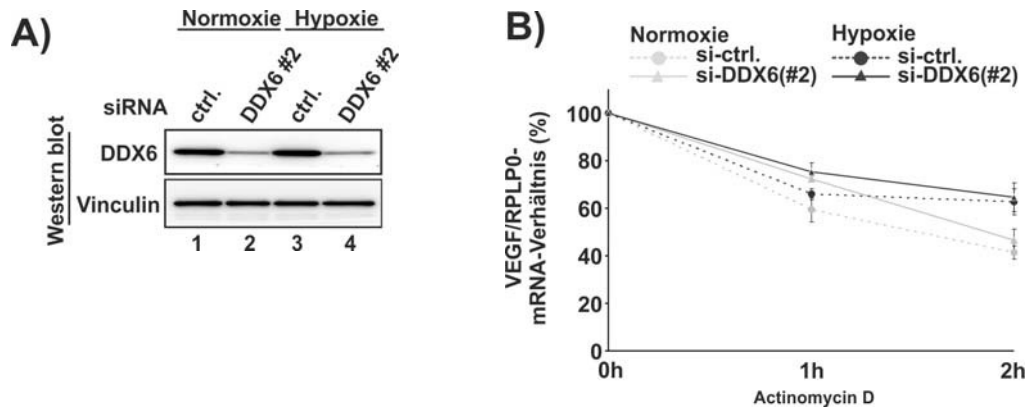 A)
Normoxie Hypoxie
siRNA ctrl. DDX6 #2 ctrl. DDX6 #2
Western blot
DDX6
Vinculin
1 2 3 4
B)
Normoxie Hypoxie
si-ctrl. si-ctrl.
si-DDX6(#2) si-DDX6(#2)
VEGF/RPLP0-
mRNA-Verhältnis (%)
100
80
60
40
20
0
0h 1h 2h
Actinomycin D